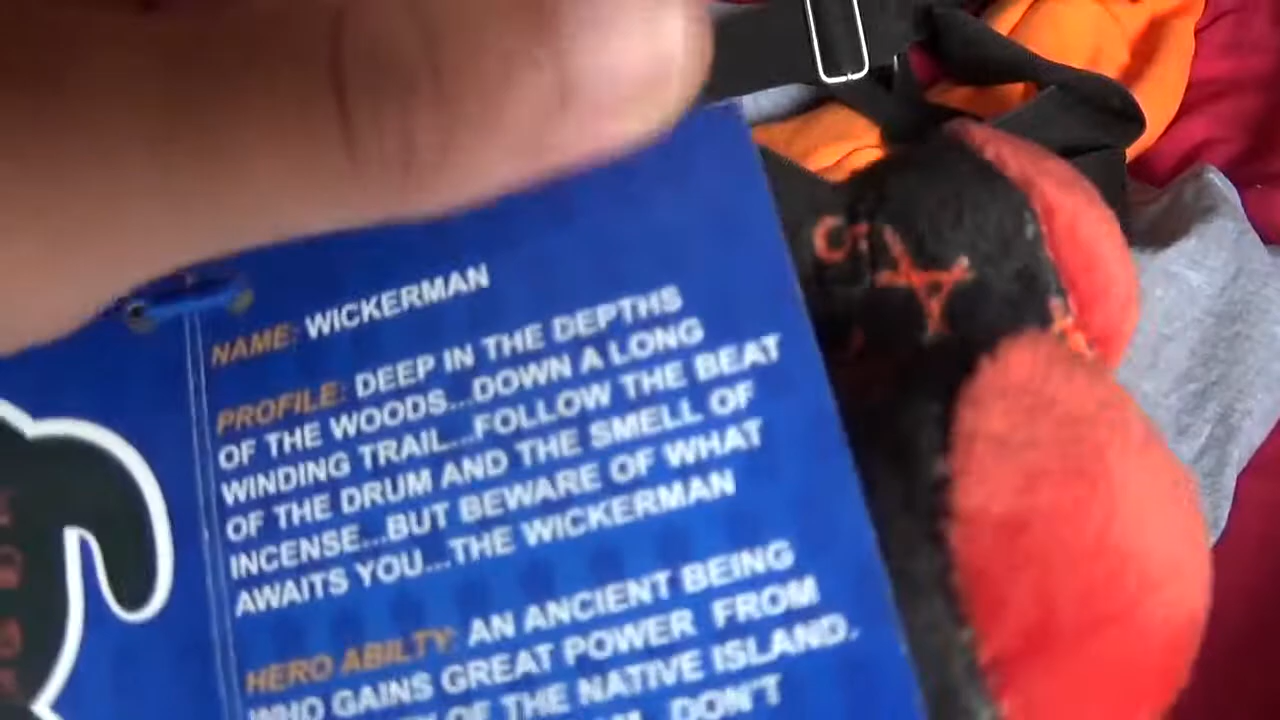 NAME: WICKERMAN
PROFILE: DEEP IN THE DEPTHS
OF THE WOODS...DOWN A LONG
WINDING TRAIL...FOLLOW THE BEAT
OF THE DRUM AND THE SMELL OF
INCENSE...BUT BEWARE OF WHAT
AWAITS YOU...THE WICKERMAN
HERO ABILTY: AN ANCIENT BEING
WHO GAINS GREAT POWER FROM
OF THE NATIVE ISLAND.
DON'T